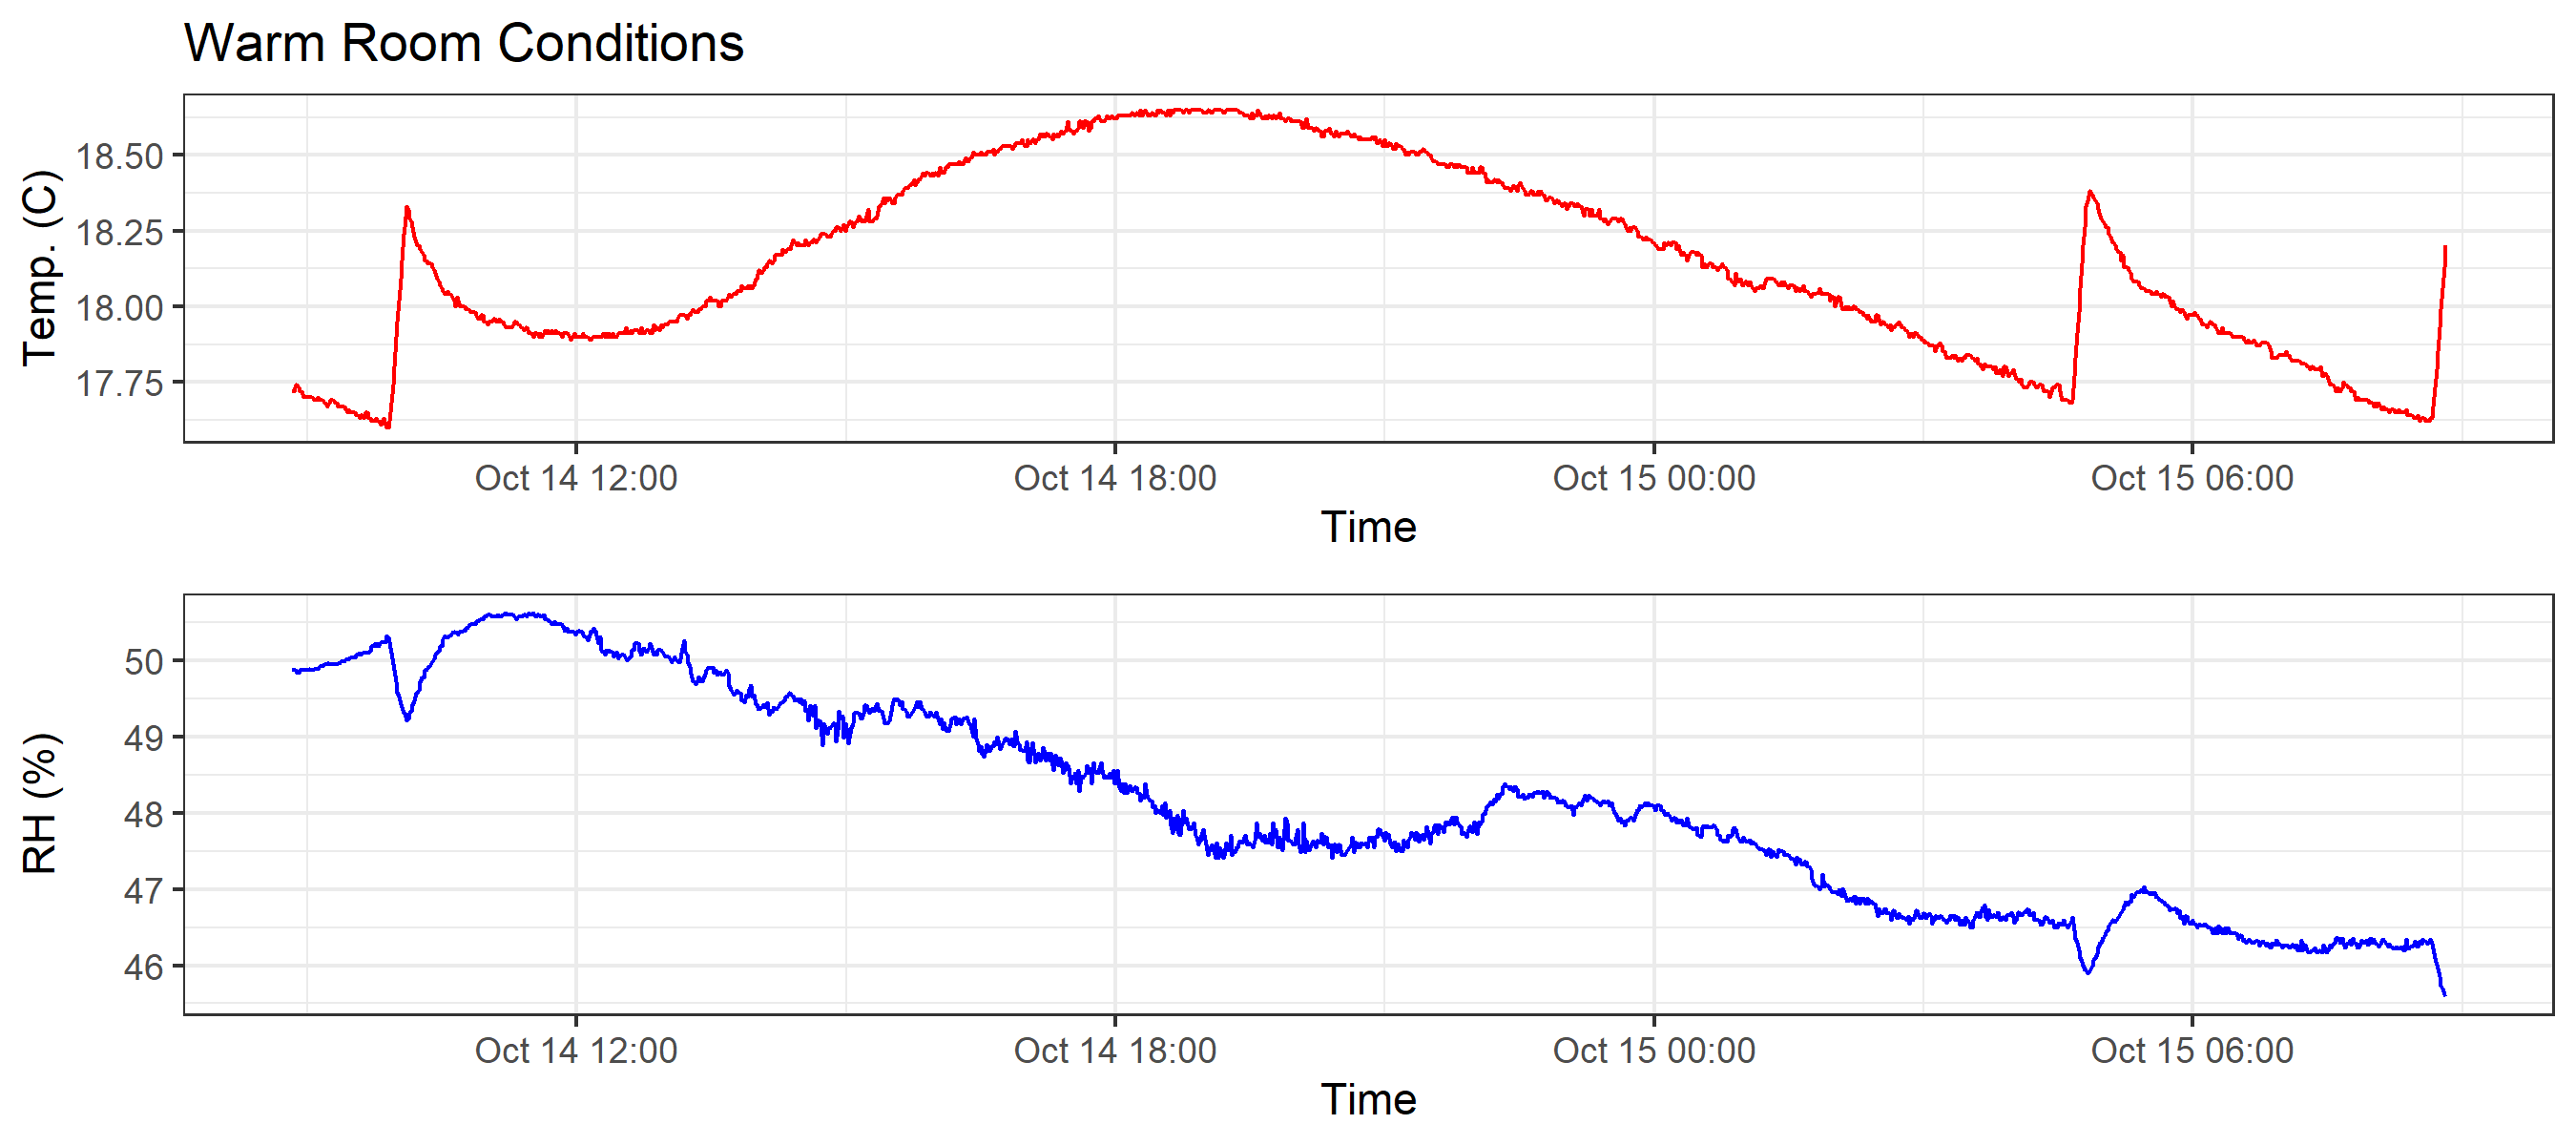 Warm Room Conditions
Temp. (C)
18.50
18.25
18.00
17.75
Oct 14 12:00 Oct 14 18:00 Oct 15 00:00 Oct 15 06:00
Time
RH (%)
50
49
48
47
46
Oct 14 12:00 Oct 14 18:00 Oct 15 00:00 Oct 15 06:00
Time